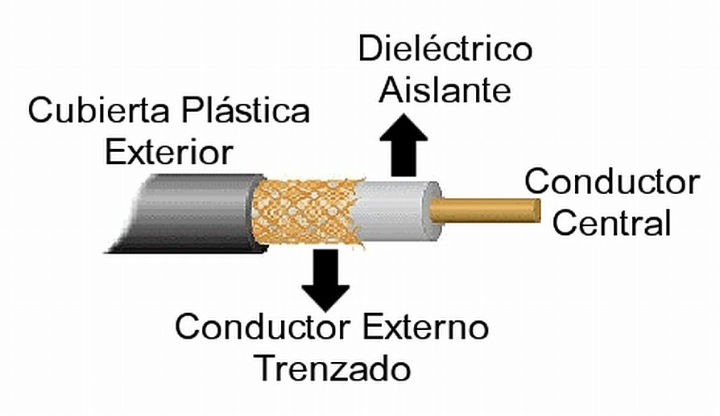 Dieléctrico
Aislante
Cubierta Plástica
Exterior
Conductor
Central
Conductor Externo
Trenzado